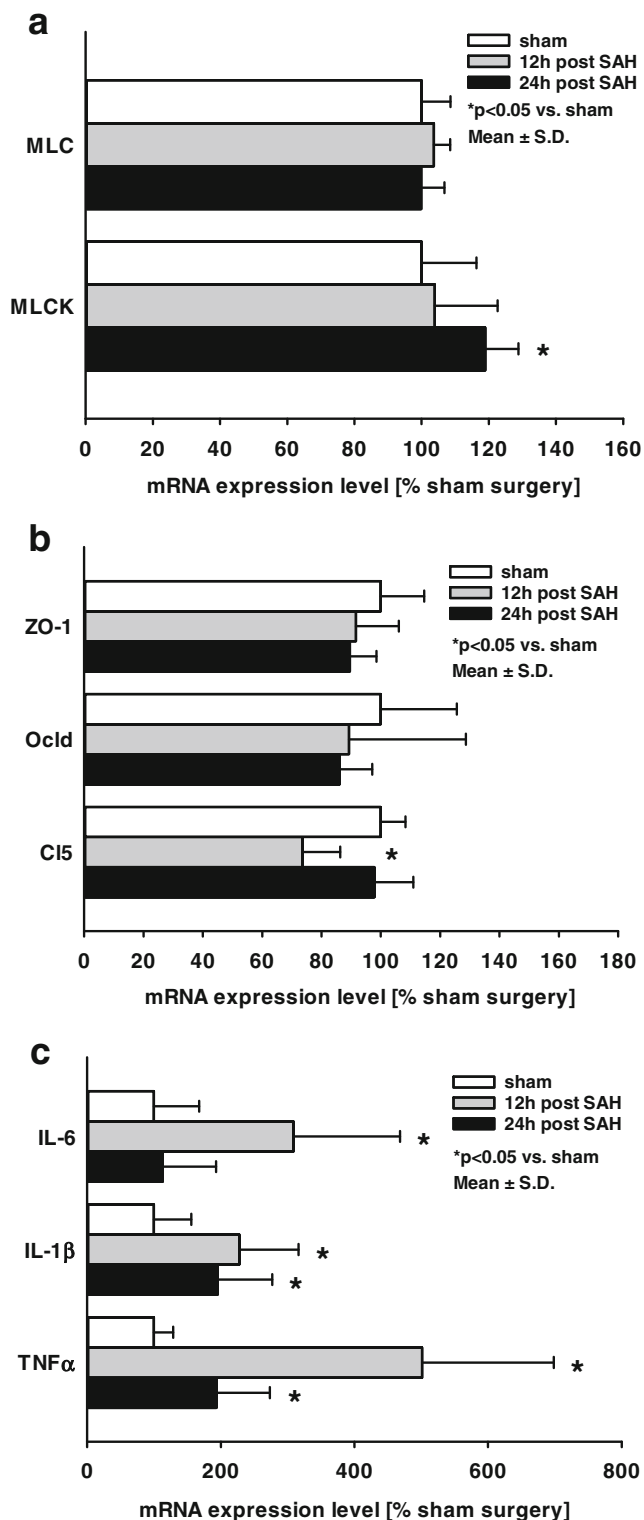 a
sham
12h post SAH
24h post SAH
*p<0.05 vs. sham
Mean ± S.D.
MLC
MLCK
*
0 20 40 60 80 100 120 140 160
mRNA expression level [% sham surgery]
b
sham
12h post SAH
24h post SAH
*p<0.05 vs. sham
Mean ± S.D.
ZO-1
Ocld
Cl5
*
0 20 40 60 80 100 120 140 160 180
mRNA expression level [% sham surgery]
c
sham
12h post SAH
24h post SAH
*p<0.05 vs. sham
Mean ± S.D.
IL-6
*
IL-1β
*
*
TNFα
*
*
0 200 400 600 800
mRNA expression level [% sham surgery]